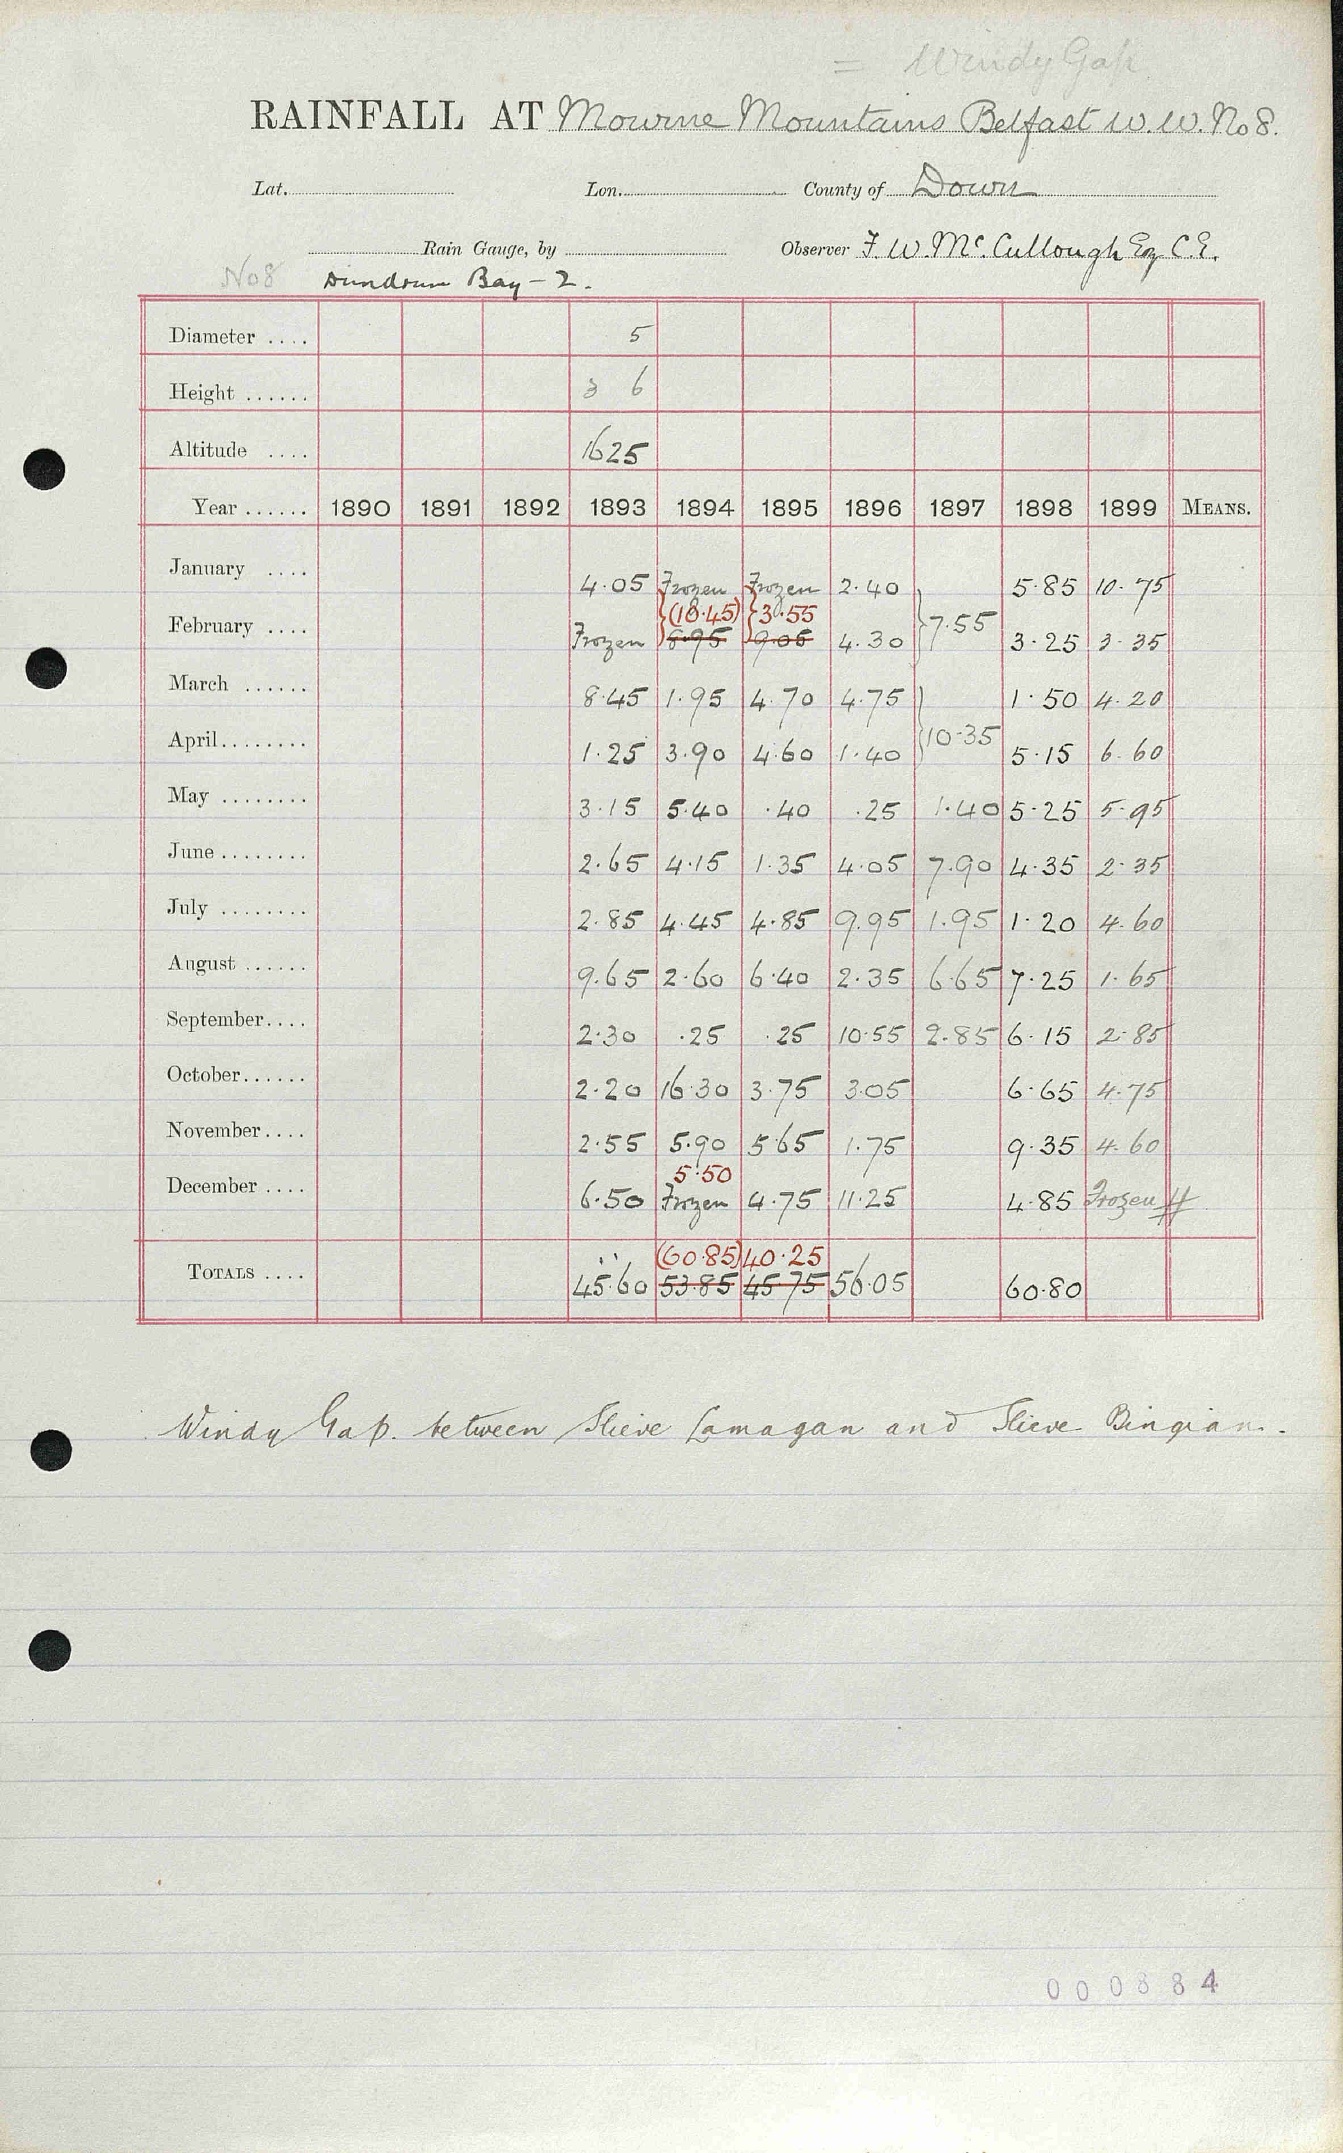 = Windy Gap
RAINFALL AT Mourne Mountains Belfast W.W. No 8.
Lat. Lon. County of Down
Rain Gauge, by Observer F. W. Mc. Cullough Esq C.E.
No 8 Dundrum Bay - 2.
Diameter .... 5
Height ...... 3 6
Altitude .... 1625
Year ...... 1890 1891 1892 1893 1894 1895 1896 1897 1898 1899 MEANS.
January .... 4.05 Frozen Frozen 2.40 5.85 10.75
(18.45) 3.55 7.55
February .... Frozen 8.95 9.05 4.30 3.25 3.35
March ...... 8.45 1.95 4.70 4.75 1.50 4.20
10.35
April........ 1.25 3.90 4.60 1.40 5.15 6.60
May ........ 3.15 5.40 .40 .25 1.40 5.25 5.95
June ........ 2.65 4.15 1.35 4.05 7.90 4.35 2.35
July ........ 2.85 4.45 4.85 9.95 1.95 1.20 4.60
August ...... 9.65 2.60 6.40 2.35 6.65 7.25 1.65
September.... 2.30 .25 .25 10.55 2.85 6.15 2.85
October...... 2.20 16.30 3.75 3.05 6.65 4.75
November.... 2.55 5.90 5.65 1.75 9.35 4.60
5.50
December .... 6.50 Frozen 4.75 11.25 4.85 Frozen
(60.85) 40.25
TOTALS .... 45.60 53.85 45.75 56.05 60.80
Windy Gap. between Slieve Lamagan and Slieve Bingian.
000884